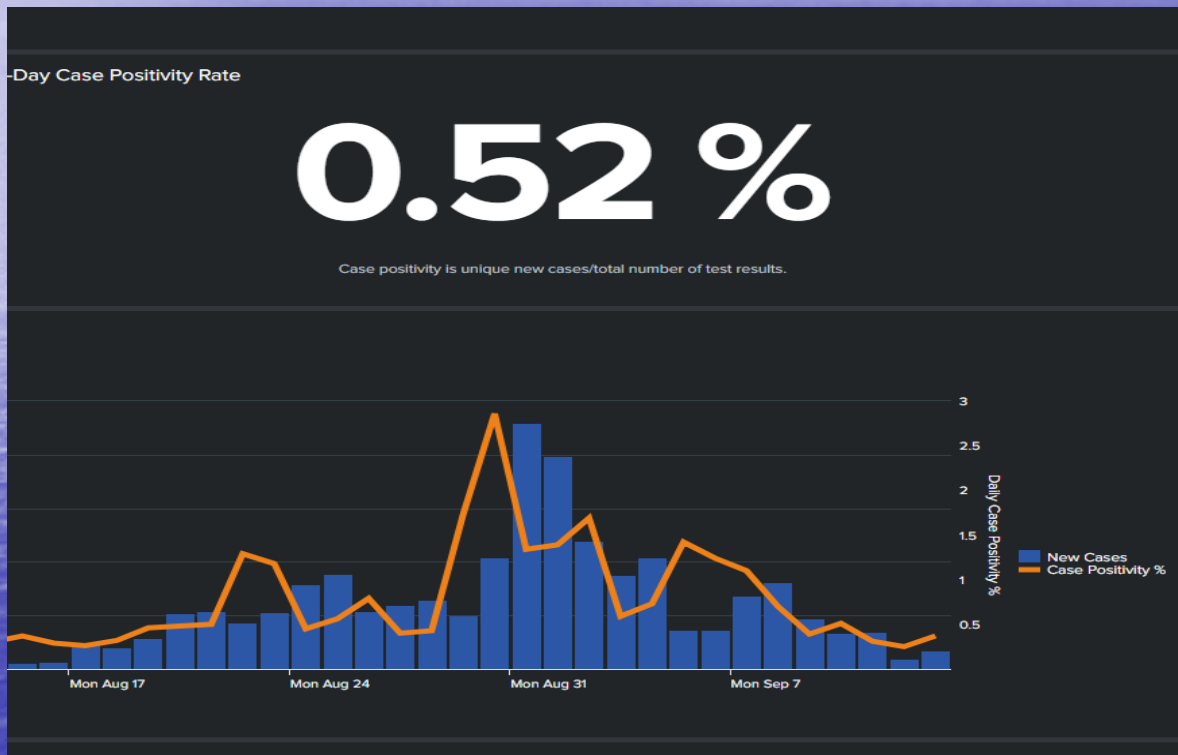 -Day Case Positivity Rate
0.52 %
Case positivity is unique new cases/total number of test results.
3
2.5
2
1.5
1
0.5
Daily Case Positivity %
New Cases
Case Positivity %
Mon Aug 17
Mon Aug 24
Mon Aug 31
Mon Sep 7